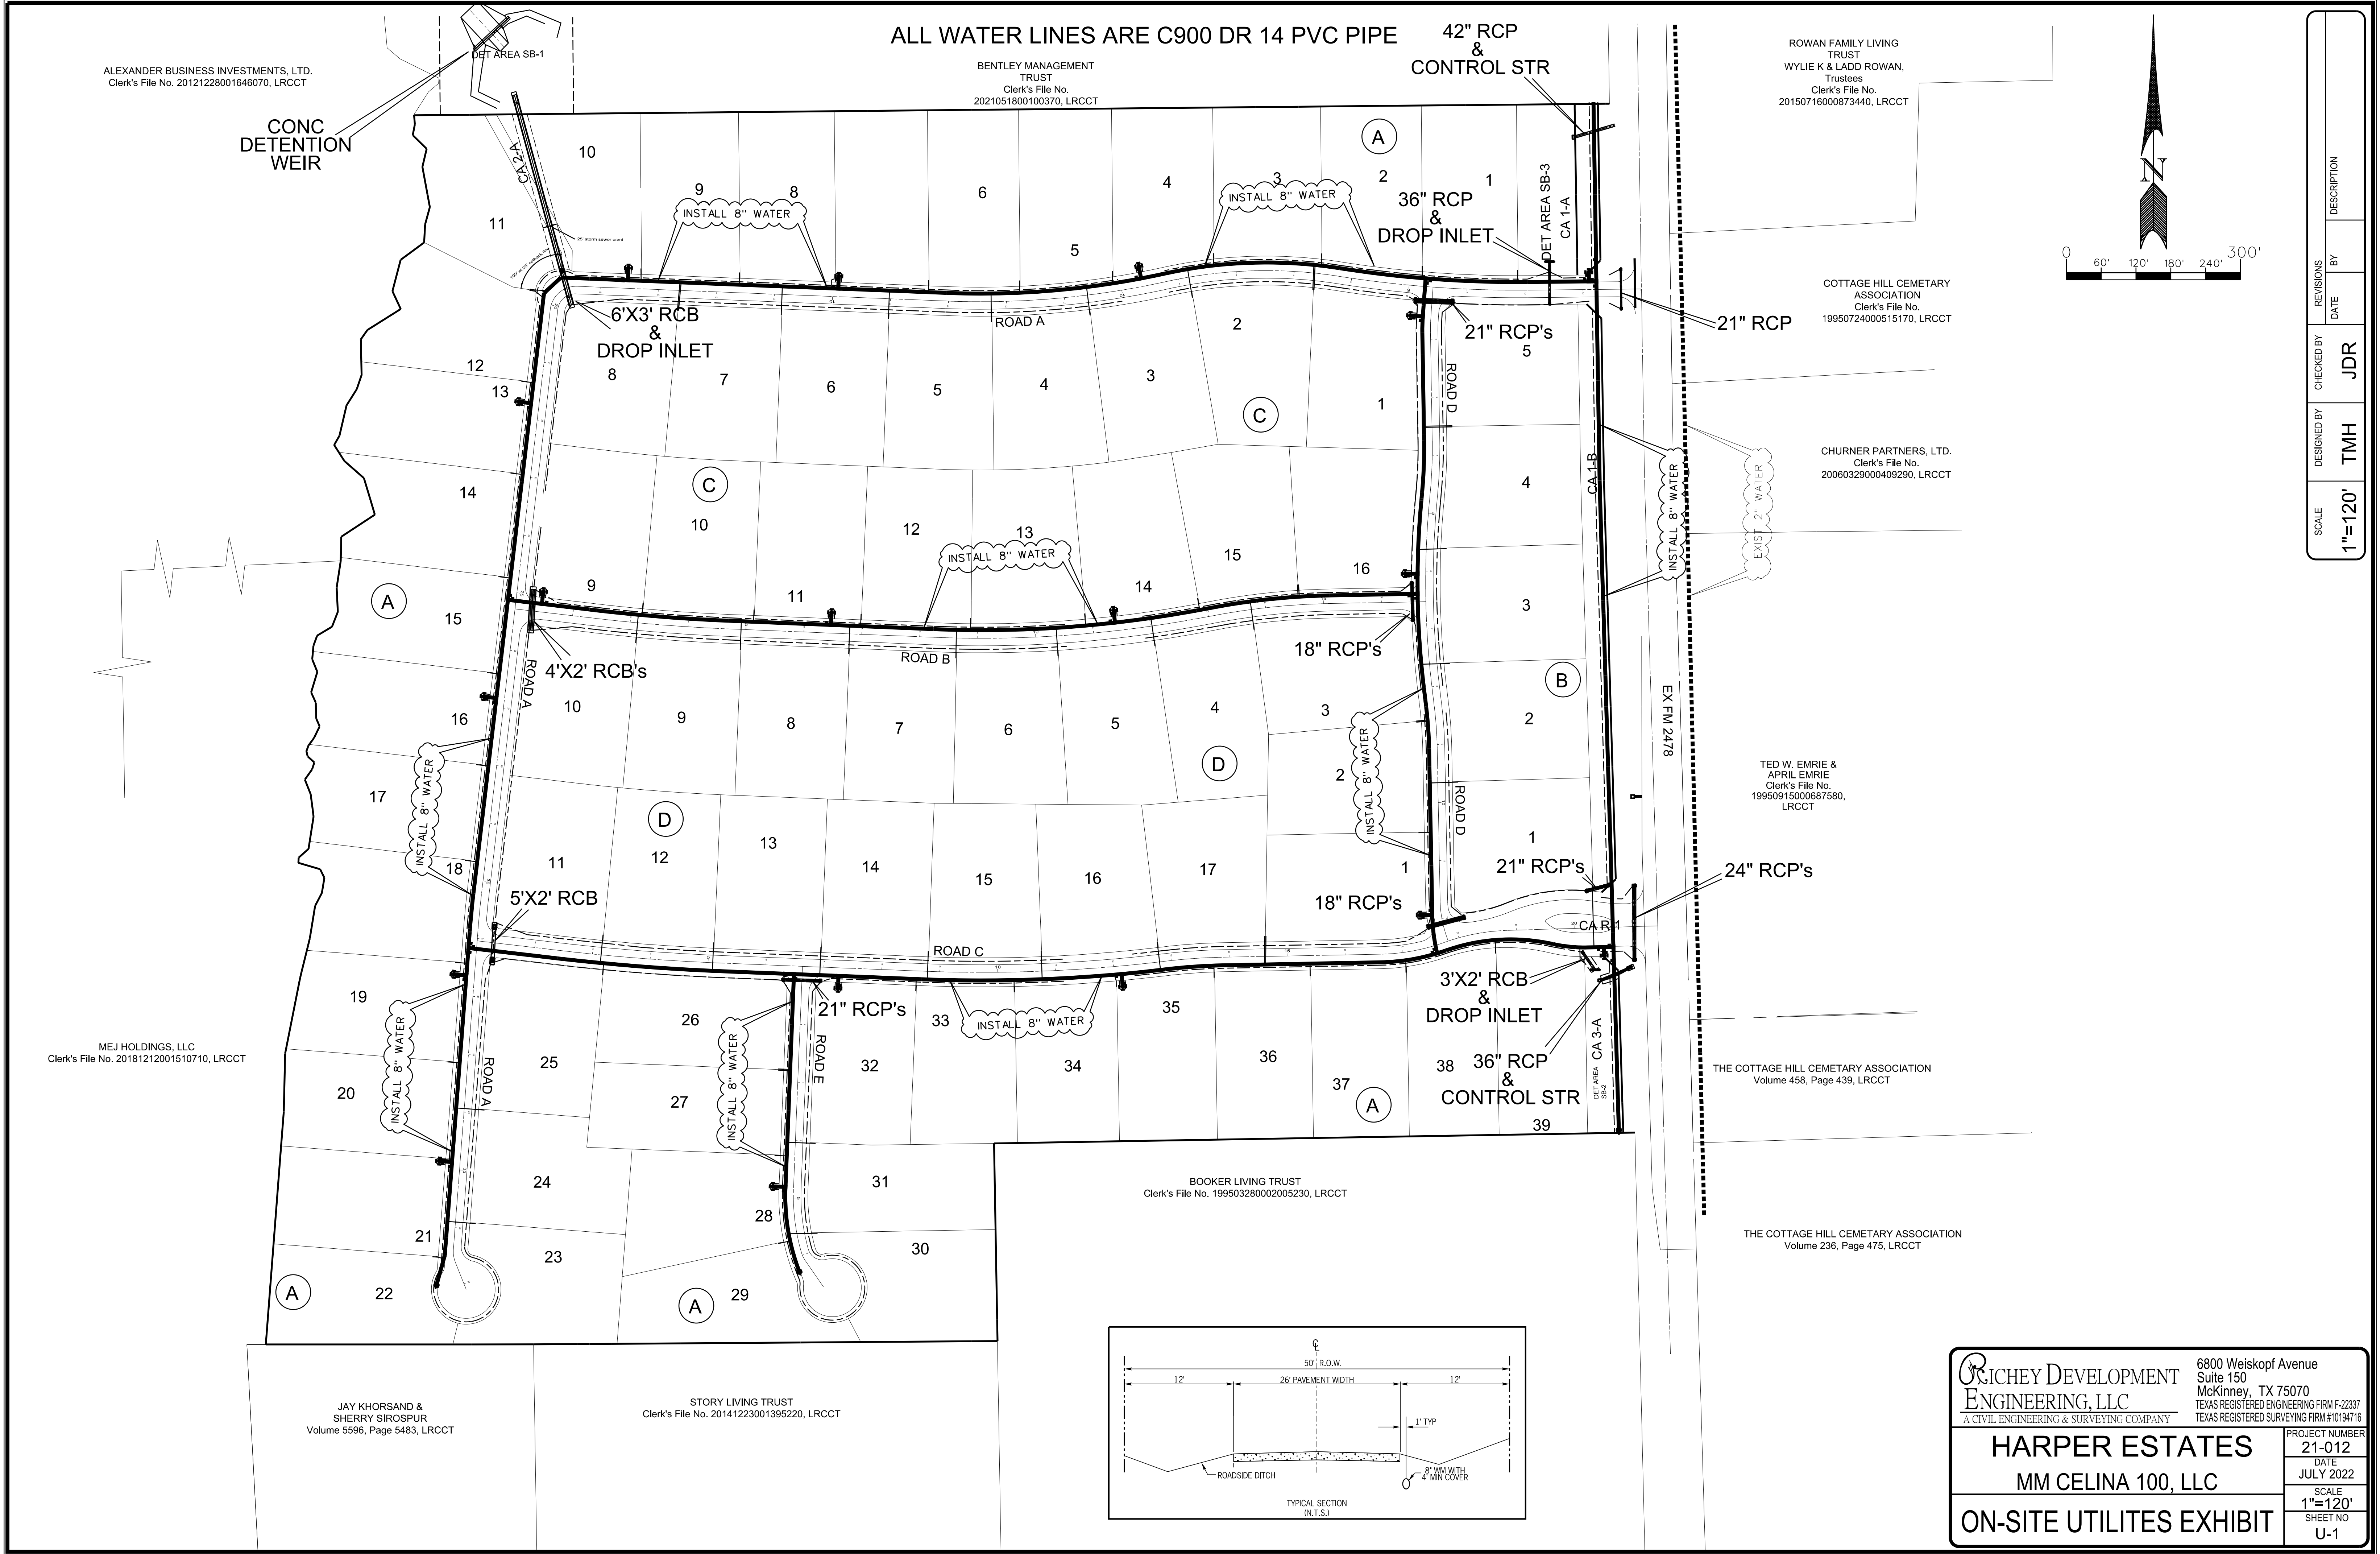 ALL WATER LINES ARE C900 DR 14 PVC PIPE
DET AREA SB-1
ALEXANDER BUSINESS INVESTMENTS, LTD.
Clerk's File No. 20121228001646070, LRCCT
CONC
DETENTION
WEIR
BENTLEY MANAGEMENT
TRUST
Clerk's File No.
2021051800100370, LRCCT
42" RCP
&
CONTROL STR
ROWAN FAMILY LIVING
TRUST
WYLIE K & LADD ROWAN,
Trustees
Clerk's File No.
20150716000873440, LRCCT
N
0
60'
120'
180'
240'
300'
DESCRIPTION
REVISIONS
BY
DATE
CHECKED BY
JDR
DESIGNED BY
TMH
SCALE
1"=120'
CA 2-A
10
9
8
6
4
3
2
1
A
5
11
INSTALL 8" WATER
INSTALL 8" WATER
25' storm sewer esmt
36" RCP
&
DROP INLET
DET AREA SB-3
CA 1-A
COTTAGE HILL CEMETARY
ASSOCIATION
Clerk's File No.
19950724000515170, LRCCT
21" RCP
6'X3' RCB
&
DROP INLET
ROAD A
21" RCP's
12
13
14
A
15
16
17
18
8
7
6
5
4
3
2
1
C
ROAD D
5
4
3
B
2
1
CA 1-B
INSTALL 8" WATER
EXIST 2" WATER
CHURNER PARTNERS, LTD.
Clerk's File No.
20060329000409290, LRCCT
C
10
9
11
12
13
14
15
16
INSTALL 8" WATER
4'X2' RCB's
ROAD A
ROAD B
18" RCP's
INSTALL 8" WATER
10
9
8
7
6
5
4
3
D
2
1
INSTALL 8" WATER
ROAD D
EX FM 2478
TED W. EMRIE &
APRIL EMRIE
Clerk's File No.
19950915000687580,
LRCCT
D
11
12
13
14
15
16
17
21" RCP's
24" RCP's
5'X2' RCB
18" RCP's
CA R-1
ROAD C
3'X2' RCB
&
DROP INLET
21" RCP's
INSTALL 8" WATER
19
20
21
22
A
INSTALL 8" WATER
ROAD A
23
24
25
26
27
28
29
A
INSTALL 8" WATER
ROAD E
30
31
32
33
34
35
36
37
A
38
39
36" RCP
&
CONTROL STR
CA 3-A
DET AREA
SB-2
MEJ HOLDINGS, LLC
Clerk's File No. 20181212001510710, LRCCT
THE COTTAGE HILL CEMETARY ASSOCIATION
Volume 458, Page 439, LRCCT
BOOKER LIVING TRUST
Clerk's File No. 199503280002005230, LRCCT
THE COTTAGE HILL CEMETARY ASSOCIATION
Volume 236, Page 475, LRCCT
JAY KHORSAND &
SHERRY SIROSPUR
Volume 5596, Page 5483, LRCCT
STORY LIVING TRUST
Clerk's File No. 20141223001395220, LRCCT
50' R.O.W.
12'
26' PAVEMENT WIDTH
12'
1' TYP
ROADSIDE DITCH
8" WM WITH
4' MIN COVER
TYPICAL SECTION
(N.T.S.)
RICHEY DEVELOPMENT
ENGINEERING, LLC
A CIVIL ENGINEERING & SURVEYING COMPANY
6800 Weiskopf Avenue
Suite 150
McKinney, TX 75070
TEXAS REGISTERED ENGINEERING FIRM F-22337
TEXAS REGISTERED SURVEYING FIRM #10194716
HARPER ESTATES
MM CELINA 100, LLC
ON-SITE UTILITES EXHIBIT
PROJECT NUMBER
21-012
DATE
JULY 2022
SCALE
1"=120'
SHEET NO
U-1